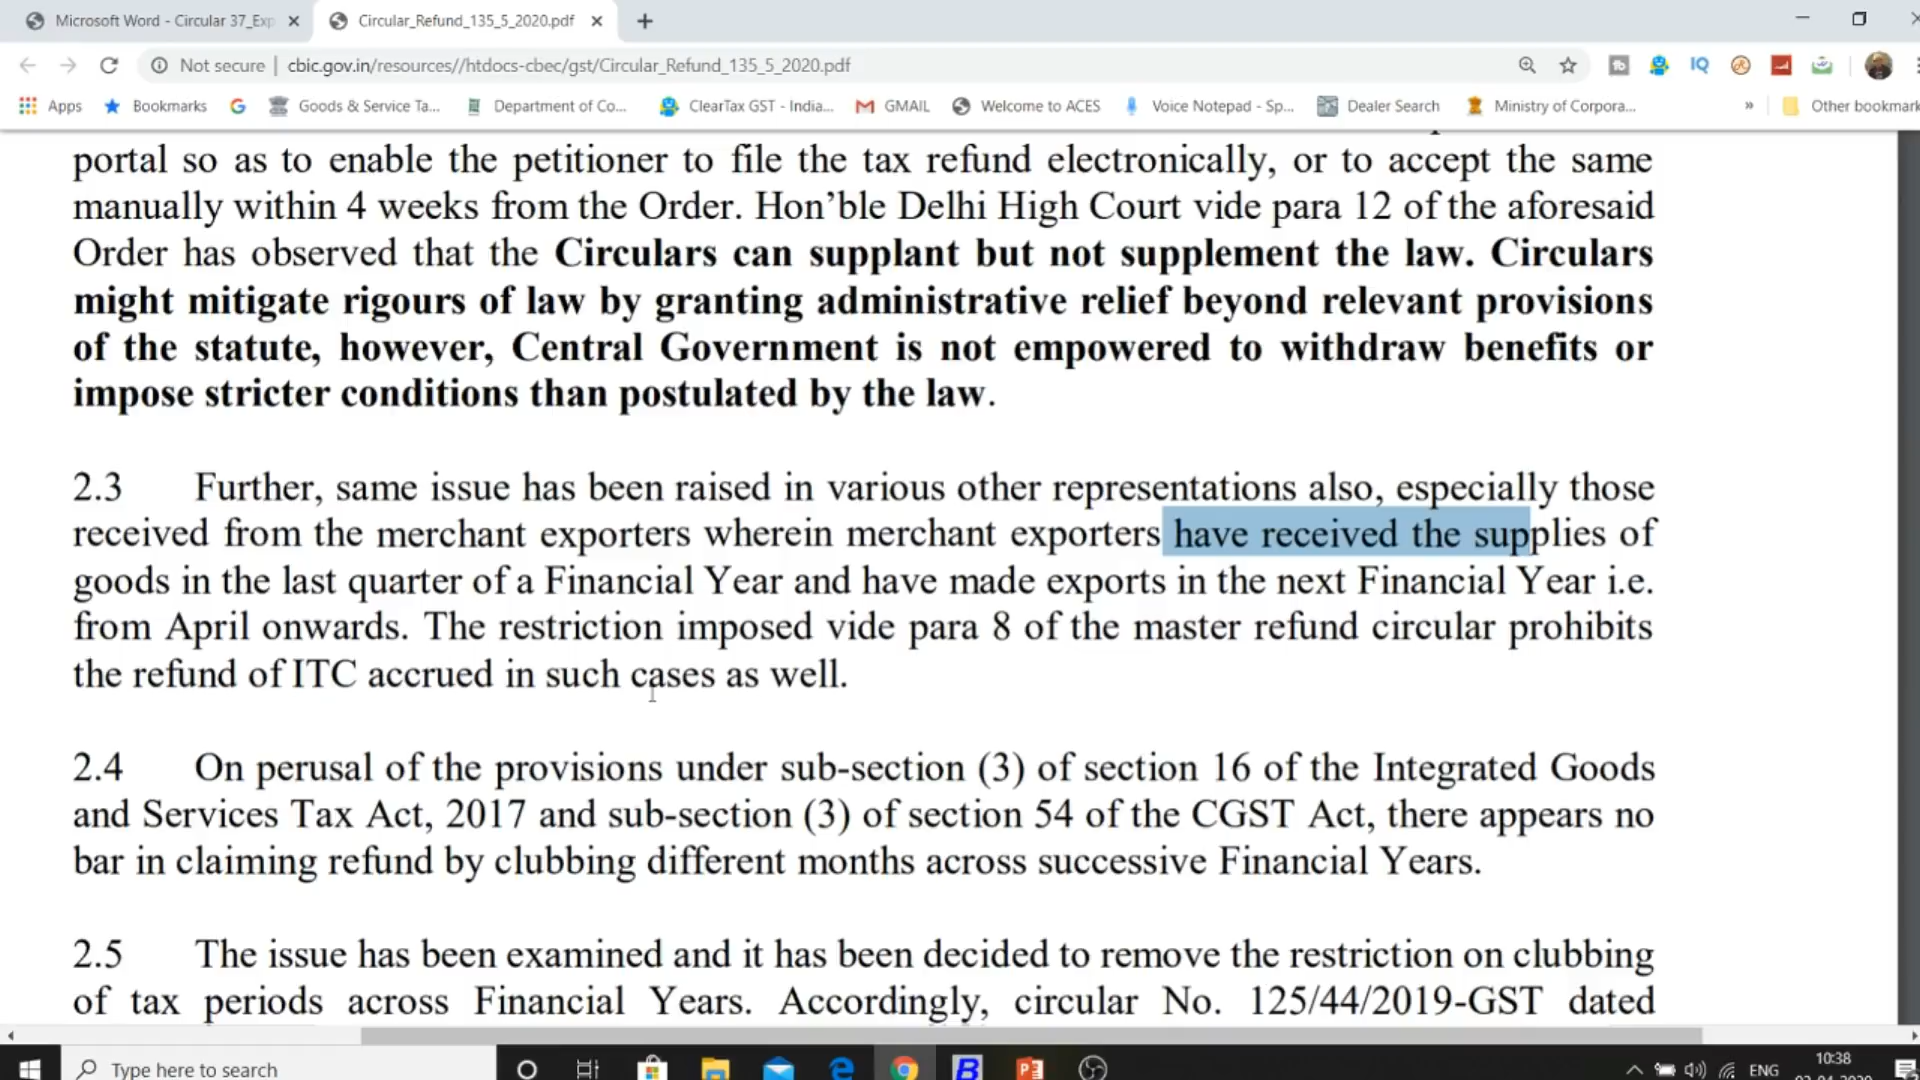 Microsoft Word - Circular 37_Exp
Circular_Refund_135_5_2020.pdf
Not secure | cbic.gov.in/resources//htdocs-cbec/gst/Circular_Refund_135_5_2020.pdf
IQ
Apps Bookmarks Goods & Service Ta... Department of Co... ClearTax GST - India... GMAIL Welcome to ACES Voice Notepad - Sp... Dealer Search Ministry of Corpora... » Other bookmark
portal so as to enable the petitioner to file the tax refund electronically, or to accept the same
manually within 4 weeks from the Order. Hon’ble Delhi High Court vide para 12 of the aforesaid
Order has observed that the Circulars can supplant but not supplement the law. Circulars
might mitigate rigours of law by granting administrative relief beyond relevant provisions
of the statute, however, Central Government is not empowered to withdraw benefits or
impose stricter conditions than postulated by the law.
2.3 Further, same issue has been raised in various other representations also, especially those
received from the merchant exporters wherein merchant exporters have received the supplies of
goods in the last quarter of a Financial Year and have made exports in the next Financial Year i.e.
from April onwards. The restriction imposed vide para 8 of the master refund circular prohibits
the refund of ITC accrued in such cases as well.
2.4 On perusal of the provisions under sub-section (3) of section 16 of the Integrated Goods
and Services Tax Act, 2017 and sub-section (3) of section 54 of the CGST Act, there appears no
bar in claiming refund by clubbing different months across successive Financial Years.
2.5 The issue has been examined and it has been decided to remove the restriction on clubbing
of tax periods across Financial Years. Accordingly, circular No. 125/44/2019-GST dated
Type here to search
ENG
10:38